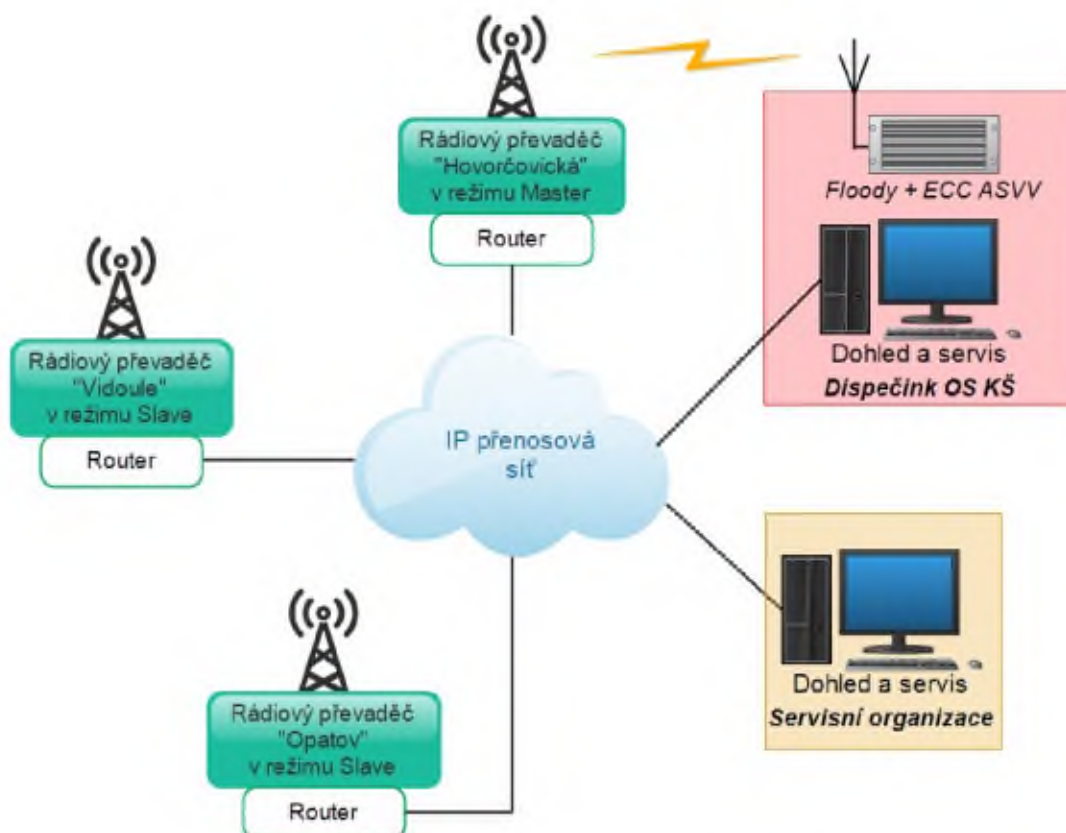 Rádiový převaděč
"Hovorčovická"
v režimu Master
Router
Floody + ECC ASVV
Dohled a servis
Dispečink OS KŠ
Rádiový převaděč
"Vidoule"
v režimu Slave
Router
IP přenosová
síť
Dohled a servis
Servisní organizace
Rádiový převaděč
"Opatov"
v režimu Slave
Router